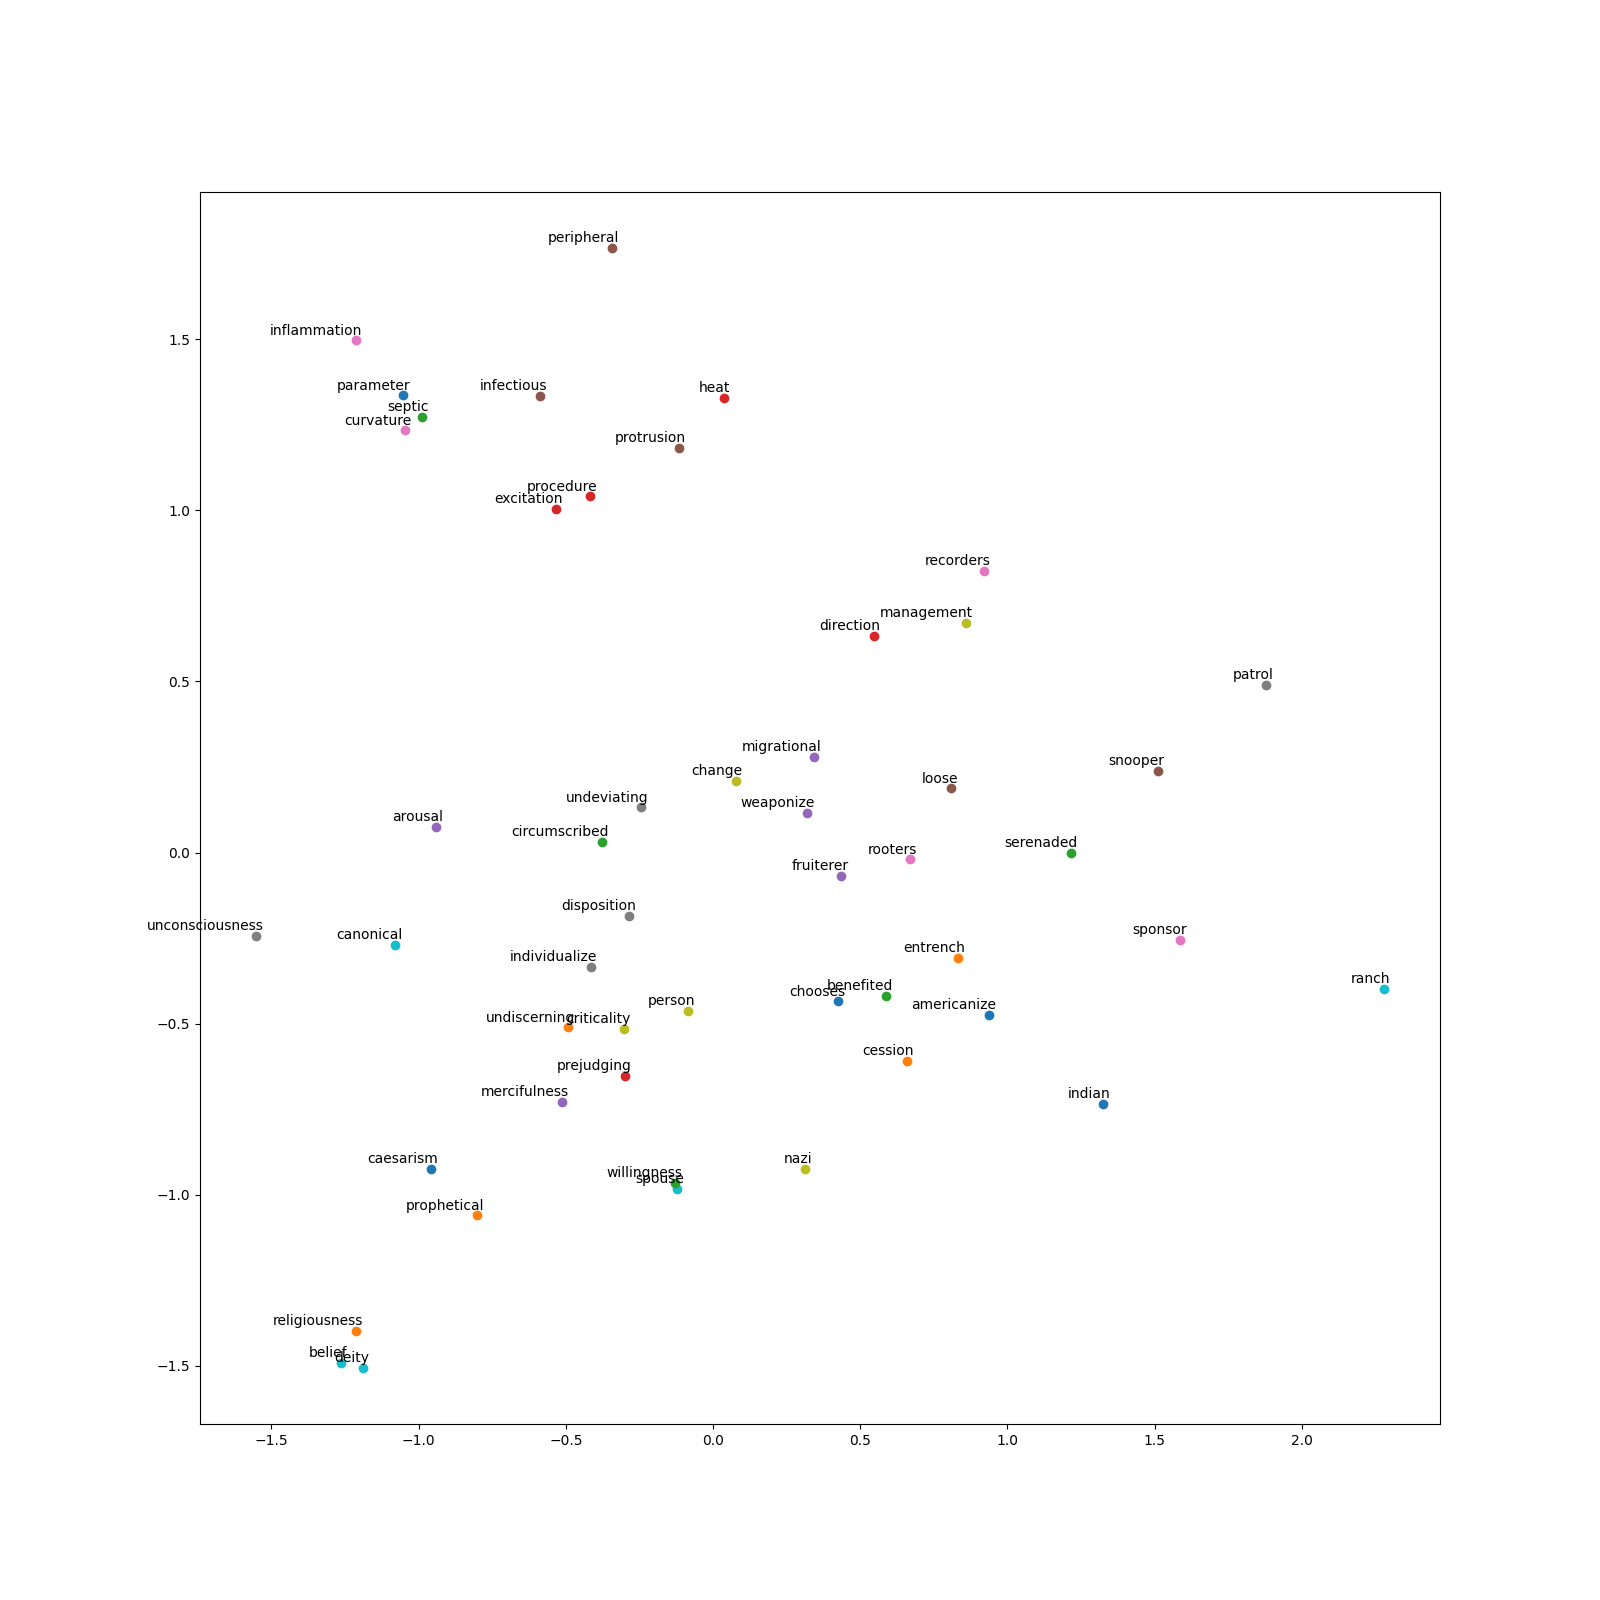 peripheral
inflammation
1.5
parameter
infectious
heat
septic
curvature
protrusion
procedure
excitation
1.0
recorders
management
direction
0.5
patrol
migrational
snooper
change
loose
undeviating
weaponize
arousal
circumscribed
0.0
serenaded
rooters
fruiterer
disposition
unconsciousness
canonical
sponsor
entrench
individualize
ranch
benefited
chooses
person
americanize
−0.5
undiscerning
criticality
cession
prejudging
mercifulness
indian
caesarism
nazi
willingness
spouse
−1.0
prophetical
religiousness
belief
deity
−1.5
−1.5 −1.0 −0.5 0.0 0.5 1.0 1.5 2.0